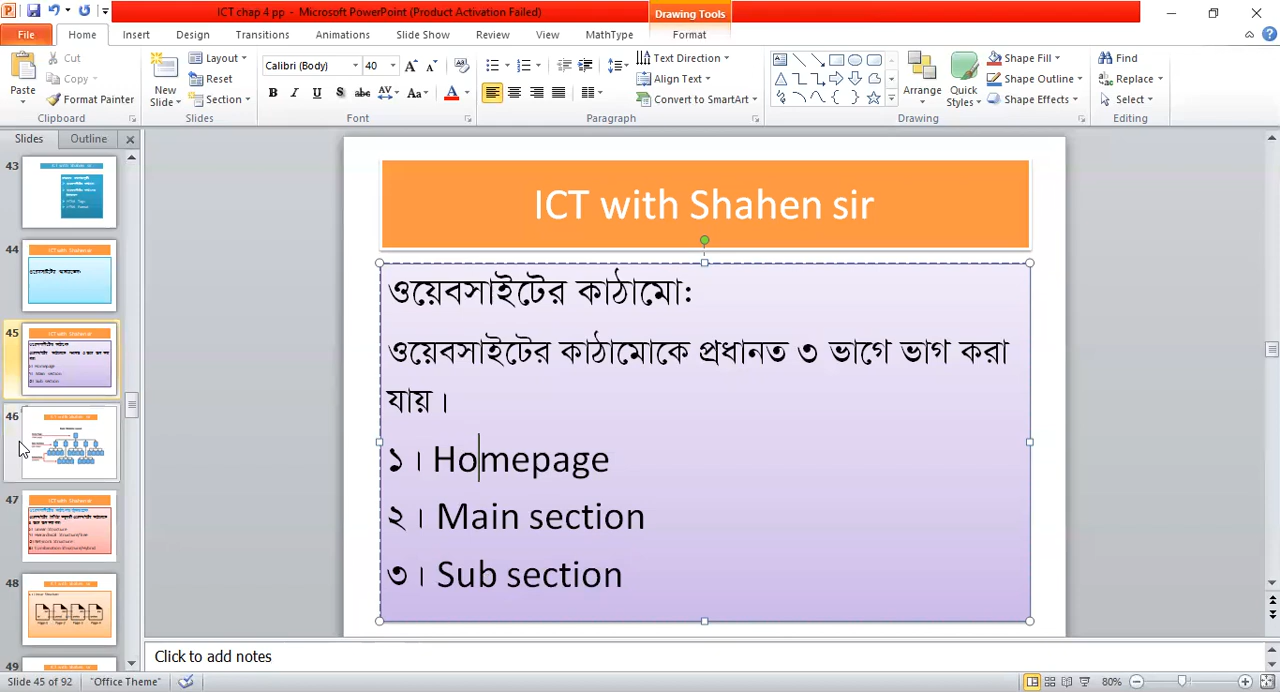 ICT chap 4 pp - Microsoft PowerPoint (Product Activation Failed)
Drawing Tools
File Home Insert Design Transitions Animations Slide Show Review View MathType Format
Paste
Cut
Copy
Format Painter
Clipboard
New Slide
Layout
Reset
Section
Slides
Calibri (Body) 40
Font
Text Direction
Align Text
Convert to SmartArt
Paragraph
Arrange
Quick Styles
Shape Fill
Shape Outline
Shape Effects
Drawing
Find
Replace
Select
Editing
Slides Outline
43
44
45
46
47
48
49
ICT with Shahen sir
ওয়েবসাইটের কাঠামো:
ওয়েবসাইটের কাঠামোকে প্রধানত ৩ ভাগে ভাগ করা
যায়।
১। Homepage
২। Main section
৩। Sub section
Click to add notes
Slide 45 of 92 "Office Theme" 80%